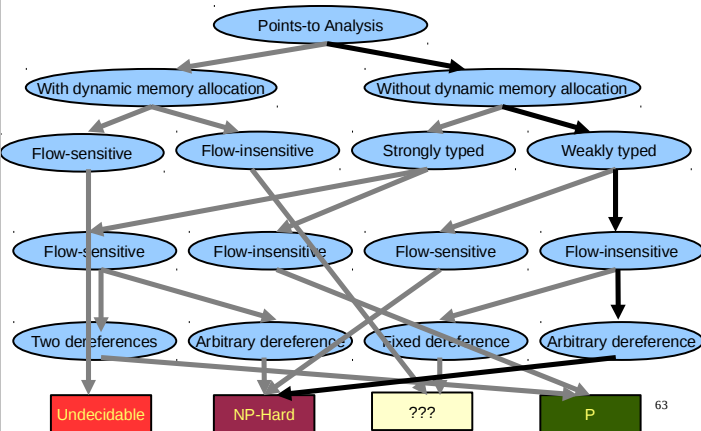 Points-to Analysis
With dynamic memory allocation
Without dynamic memory allocation
Flow-sensitive
Flow-insensitive
Strongly typed
Weakly typed
Flow-sensitive
Flow-insensitive
Flow-sensitive
Flow-insensitive
Two dereferences
Arbitrary dereference
Fixed dereference
Arbitrary dereference
Undecidable
NP-Hard
???
P
63